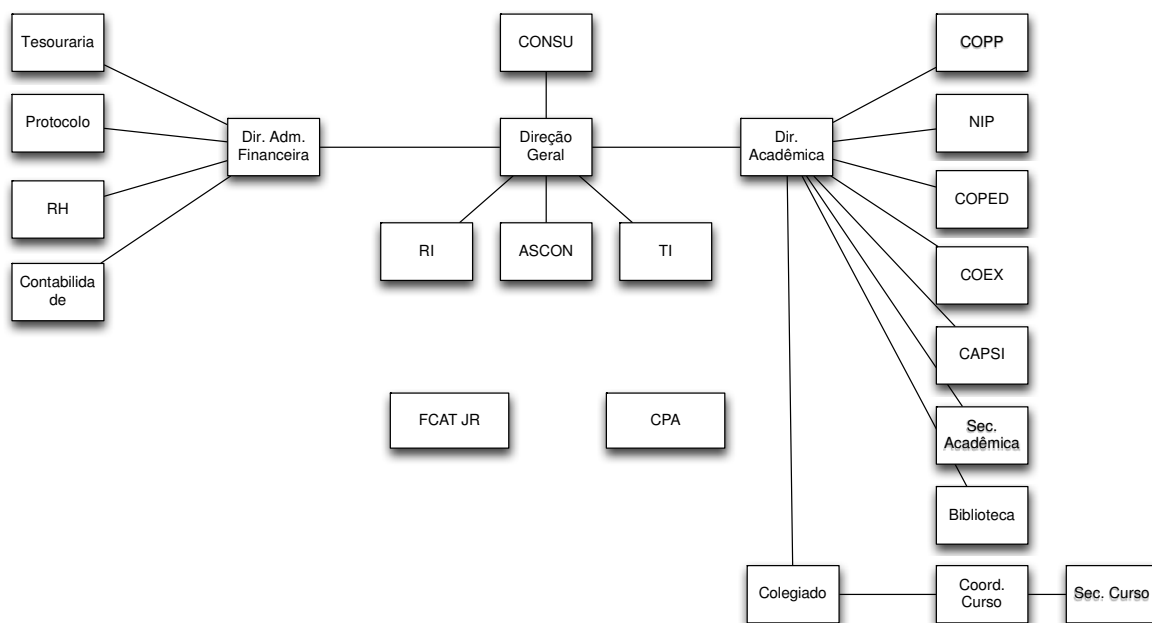 Tesouraria
CONSU
COPP
Protocolo
Dir. Adm.
Financeira
Direção
Geral
Dir.
Acadêmica
NIP
RH
COPED
RI
ASCON
TI
COEX
Contabilida
de
CAPSI
FCAT JR
CPA
Sec.
Acadêmica
Biblioteca
Colegiado
Coord.
Curso
Sec. Curso